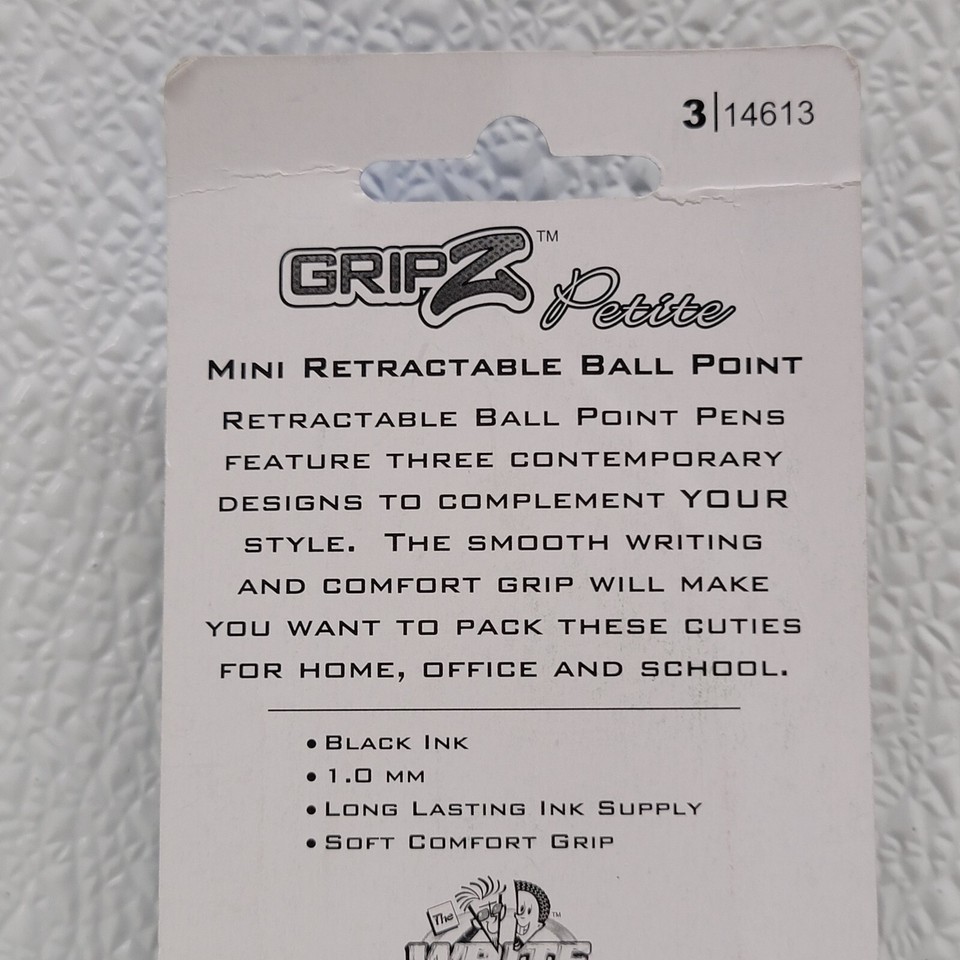 3|14613
GRIPZ™
Petite
MINI RETRACTABLE BALL POINT
RETRACTABLE BALL POINT PENS
FEATURE THREE CONTEMPORARY
DESIGNS TO COMPLEMENT YOUR
STYLE. THE SMOOTH WRITING
AND COMFORT GRIP WILL MAKE
YOU WANT TO PACK THESE CUTIES
FOR HOME, OFFICE AND SCHOOL.
• BLACK INK
• 1.0 MM
• LONG LASTING INK SUPPLY
• SOFT COMFORT GRIP
The ™